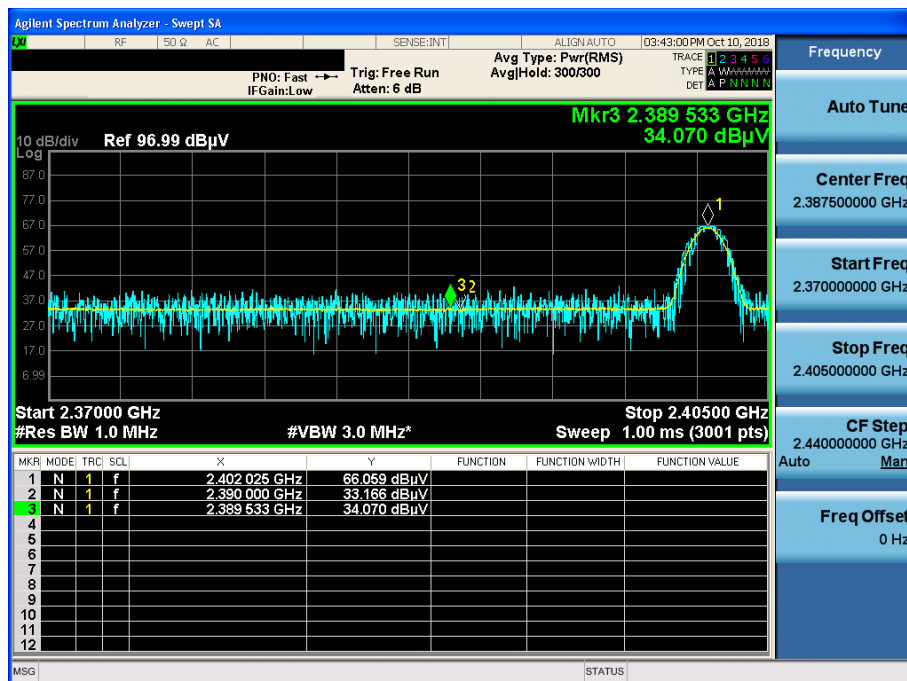 Agilent Spectrum Analyzer - Swept SA
LXI RF 50 Ω AC SENSE:INT ALIGN AUTO 03:43:00 PM Oct 10, 2018
PNO: Fast
IFGain:Low
Trig: Free Run
Atten: 6 dB
Avg Type: Pwr(RMS)
Avg|Hold: 300/300
TRACE 1 2 3 4 5 6
TYPE A
DET A P N N N N
Mkr3 2.389 533 GHz
34.070 dBµV
10 dB/div Ref 96.99 dBµV
Log
87.0
77.0
67.0
57.0
47.0
37.0
27.0
17.0
6.99
1
3 2
Start 2.37000 GHz Stop 2.40500 GHz
#Res BW 1.0 MHz #VBW 3.0 MHz* Sweep 1.00 ms (3001 pts)
MKR MODE TRC SCL X Y FUNCTION FUNCTION WIDTH FUNCTION VALUE
1 N 1 f 2.402 025 GHz 66.059 dBµV
2 N 1 f 2.390 000 GHz 33.166 dBµV
3 N 1 f 2.389 533 GHz 34.070 dBµV
4
5
6
7
8
9
10
11
12
MSG STATUS
Frequency
Auto Tune
Center Freq
2.387500000 GHz
Start Freq
2.370000000 GHz
Stop Freq
2.405000000 GHz
CF Step
2.440000000 GHz
Auto Man
Freq Offset
0 Hz